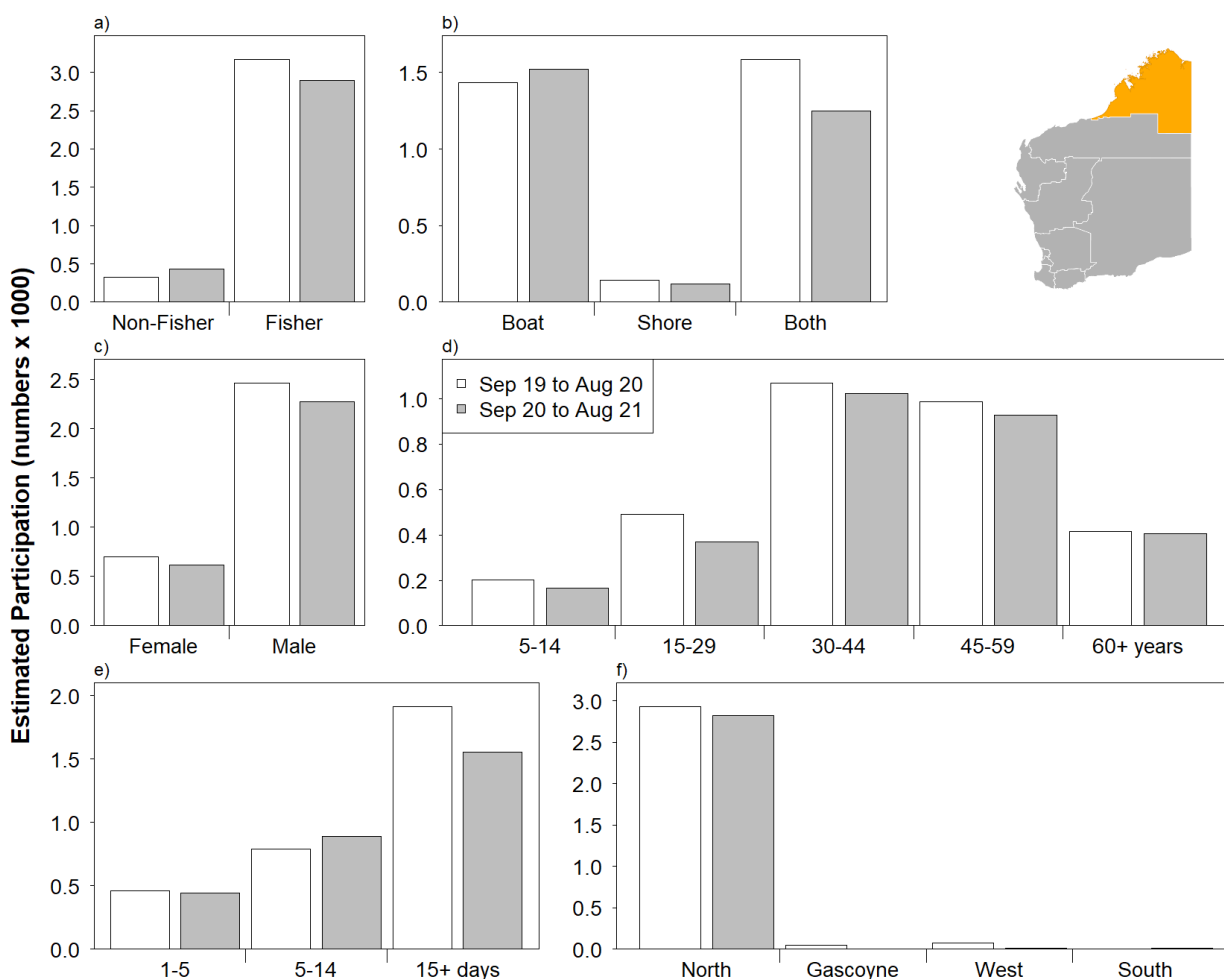 a)
3.0
2.5
2.0
1.5
1.0
0.5
0.0
Non-Fisher Fisher
b)
1.5
1.0
0.5
0.0
Boat Shore Both
Estimated Participation (numbers x 1000)
c)
2.5
2.0
1.5
1.0
0.5
0.0
Female Male
d)
Sep 19 to Aug 20
Sep 20 to Aug 21
1.0
0.8
0.6
0.4
0.2
0.0
5-14 15-29 30-44 45-59 60+ years
e)
2.0
1.5
1.0
0.5
0.0
1-5 5-14 15+ days
f)
3.0
2.5
2.0
1.5
1.0
0.5
0.0
North Gascoyne West South